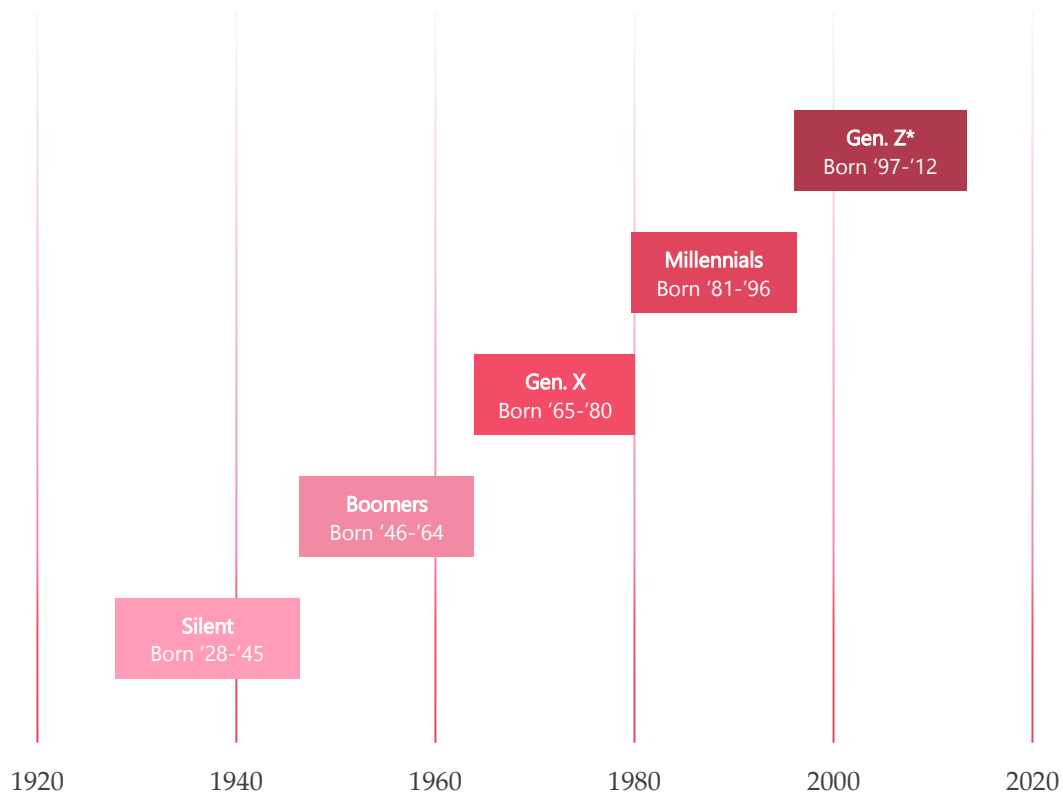 Gen. Z*
Born ‘97-’12
Millennials
Born ‘81-’96
Gen. X
Born ‘65-’80
Boomers
Born ‘46-’64
Silent
Born ‘28-’45
1920 1940 1960 1980 2000 2020